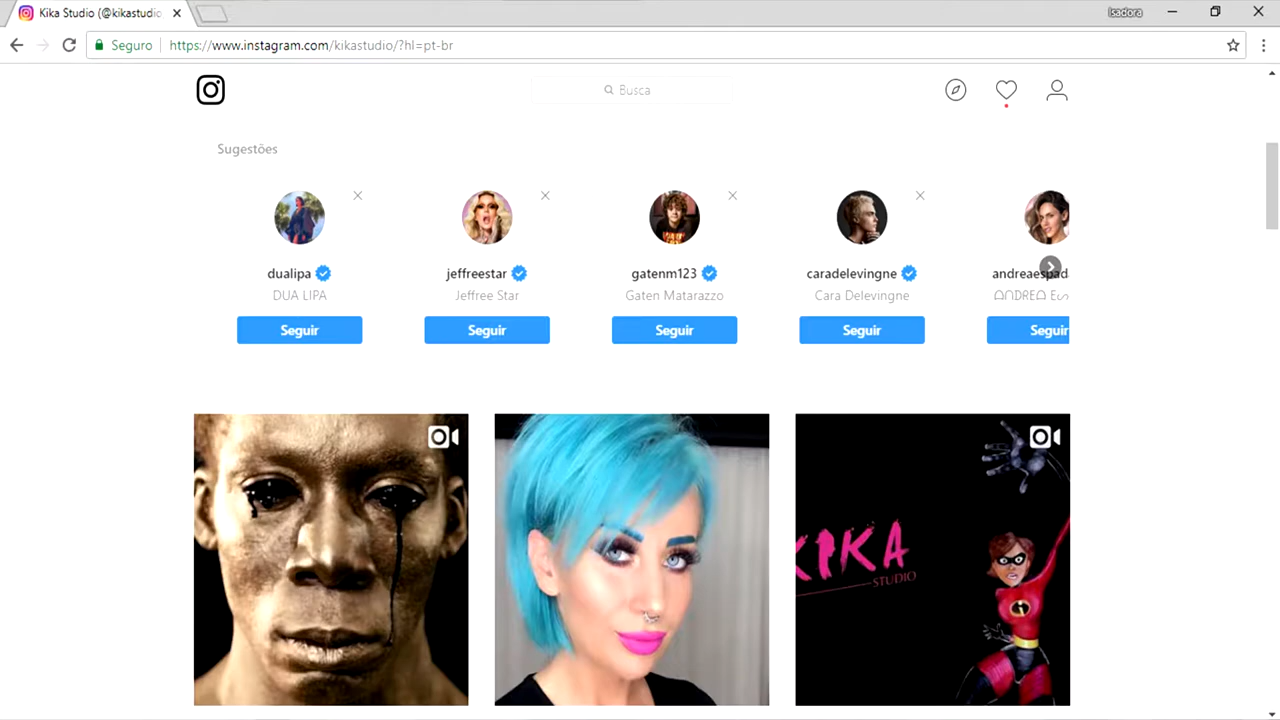 Kika Studio (@kikastudio
Isadora
Seguro
https://www.instagram.com/kikastudio/?hl=pt-br
Busca
Sugestões
dualipa
DUA LIPA
Seguir
jeffreestar
Jeffree Star
Seguir
gatenm123
Gaten Matarazzo
Seguir
caradelevingne
Cara Delevingne
Seguir
andreaespad
Seguir
KIKA
STUDIO